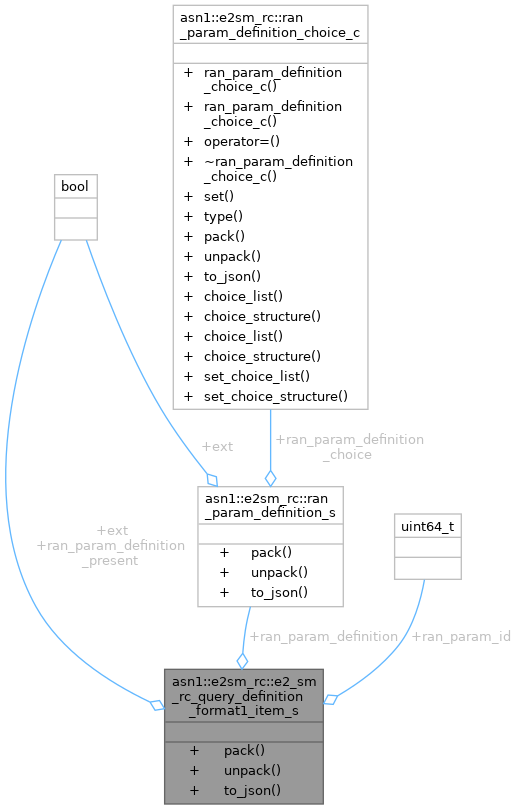 asn1::e2sm_rc::ran
_param_definition_choice_c
+ ran_param_definition
_choice_c()
+ ran_param_definition
_choice_c()
+ operator=()
+ ~ran_param_definition
_choice_c()
+ set()
+ type()
+ pack()
+ unpack()
+ to_json()
+ choice_list()
+ choice_structure()
+ choice_list()
+ choice_structure()
+ set_choice_list()
+ set_choice_structure()
bool
+ext
+ran_param_definition
_choice
asn1::e2sm_rc::ran
_param_definition_s
+ pack()
+ unpack()
+ to_json()
uint64_t
+ext
+ran_param_definition
_present
+ran_param_definition
+ran_param_id
asn1::e2sm_rc::e2_sm
_rc_query_definition
_format1_item_s
+ pack()
+ unpack()
+ to_json()